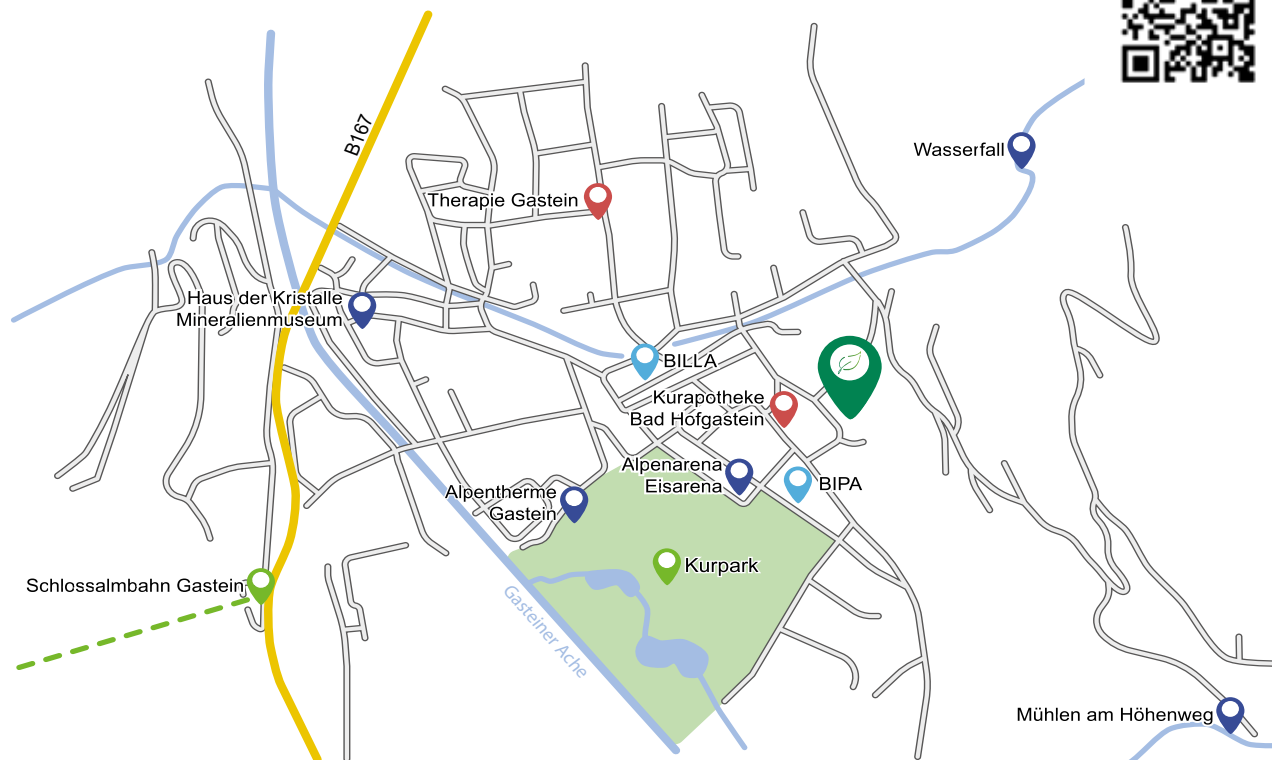 B167
Wasserfall
Therapie Gastein
Haus der Kristalle
Mineralienmuseum
BILLA
Kurapotheke
Bad Hofgastein
Alpenarena
Eisarena
BIPA
Alpentherme
Gastein
Kurpark
Schlossalmbahn Gastein
Gasteiner Ache
Mühlen am Höhenweg